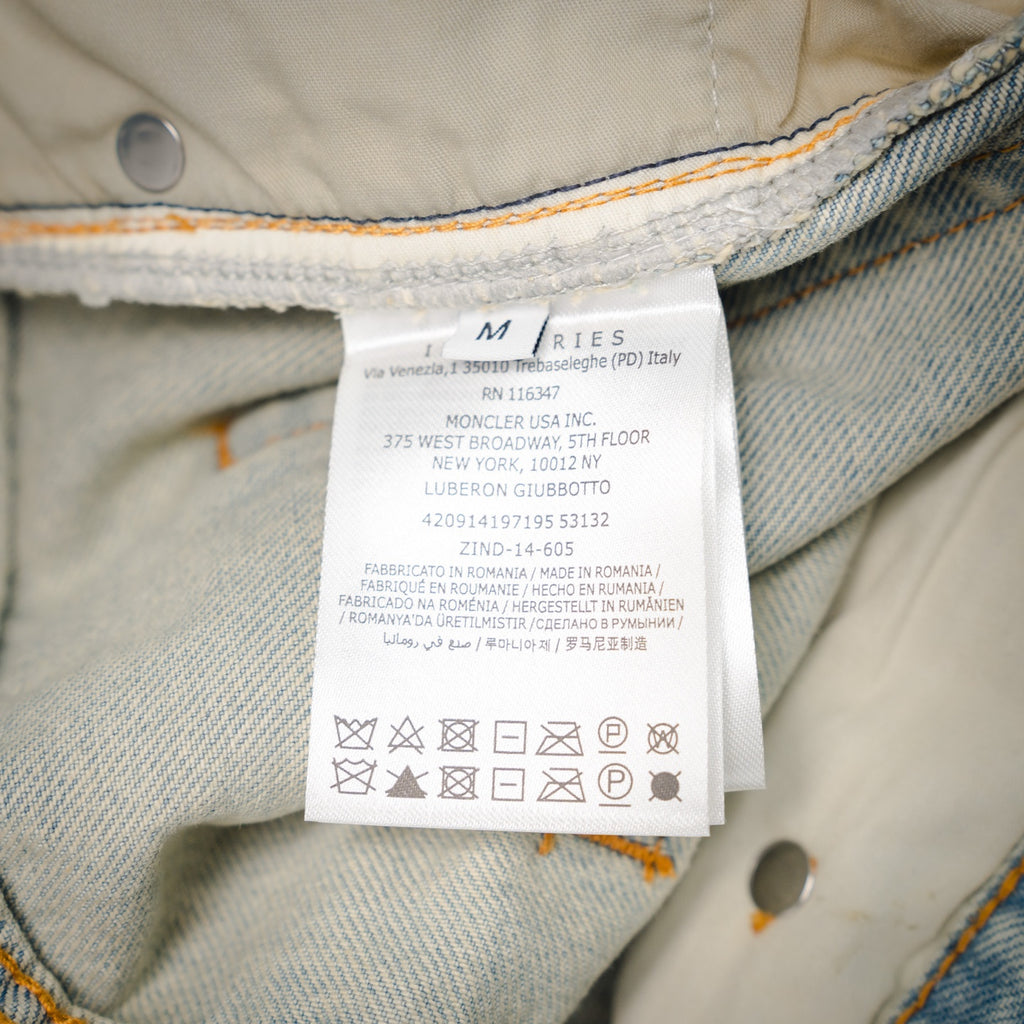 M
I RIES
Via Venezia,1 35010 Trebaseleghe (PD) Italy
RN 116347
MONCLER USA INC.
375 WEST BROADWAY, 5TH FLOOR
NEW YORK, 10012 NY
LUBERON GIUBBOTTO
420914197195 53132
ZIND-14-605
FABBRICATO IN ROMANIA / MADE IN ROMANIA /
FABRIQUÉ EN ROUMANIE / HECHO EN RUMANIA /
FABRICADO NA ROMÉNIA / HERGESTELLT IN RUMÄNIEN
/ ROMANYA'DA ÜRETILMISTIR / СДЕЛАНО В РУМЫНИИ /
صنع في رومانيا / 루마니아제 / 罗马尼亚制造
P W
P